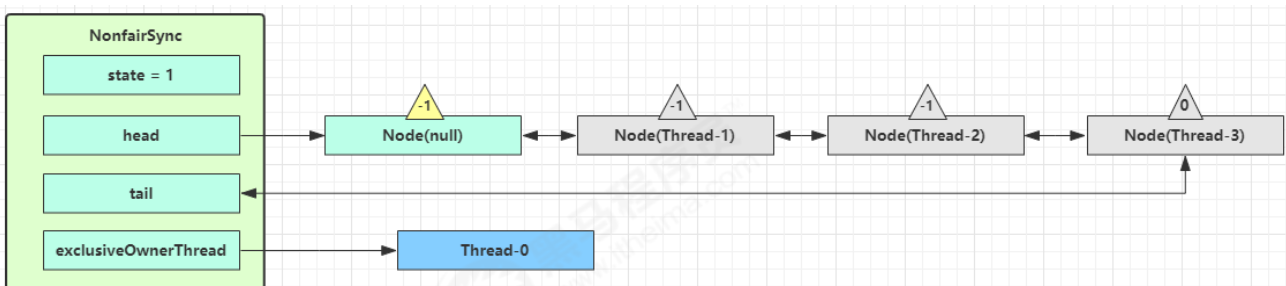 NonfairSync
state = 1
head
tail
exclusiveOwnerThread
-1
Node(null)
-1
Node(Thread-1)
-1
Node(Thread-2)
0
Node(Thread-3)
Thread-0